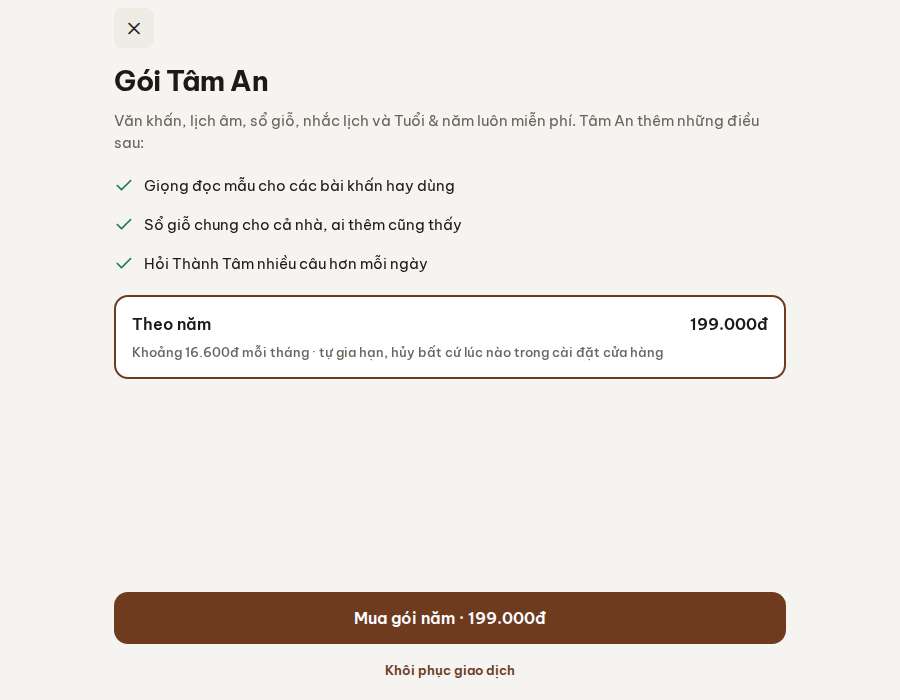 Gói Tâm An
Văn khấn, lịch âm, sổ giỗ, nhắc lịch và Tuổi & năm luôn miễn phí. Tâm An thêm những điều
sau:
Giọng đọc mẫu cho các bài khấn hay dùng
Sổ giỗ chung cho cả nhà, ai thêm cũng thấy
Hỏi Thành Tâm nhiều câu hơn mỗi ngày
Theo năm 199.000đ
Khoảng 16.600đ mỗi tháng · tự gia hạn, hủy bất cứ lúc nào trong cài đặt cửa hàng
Mua gói năm · 199.000đ
Khôi phục giao dịch